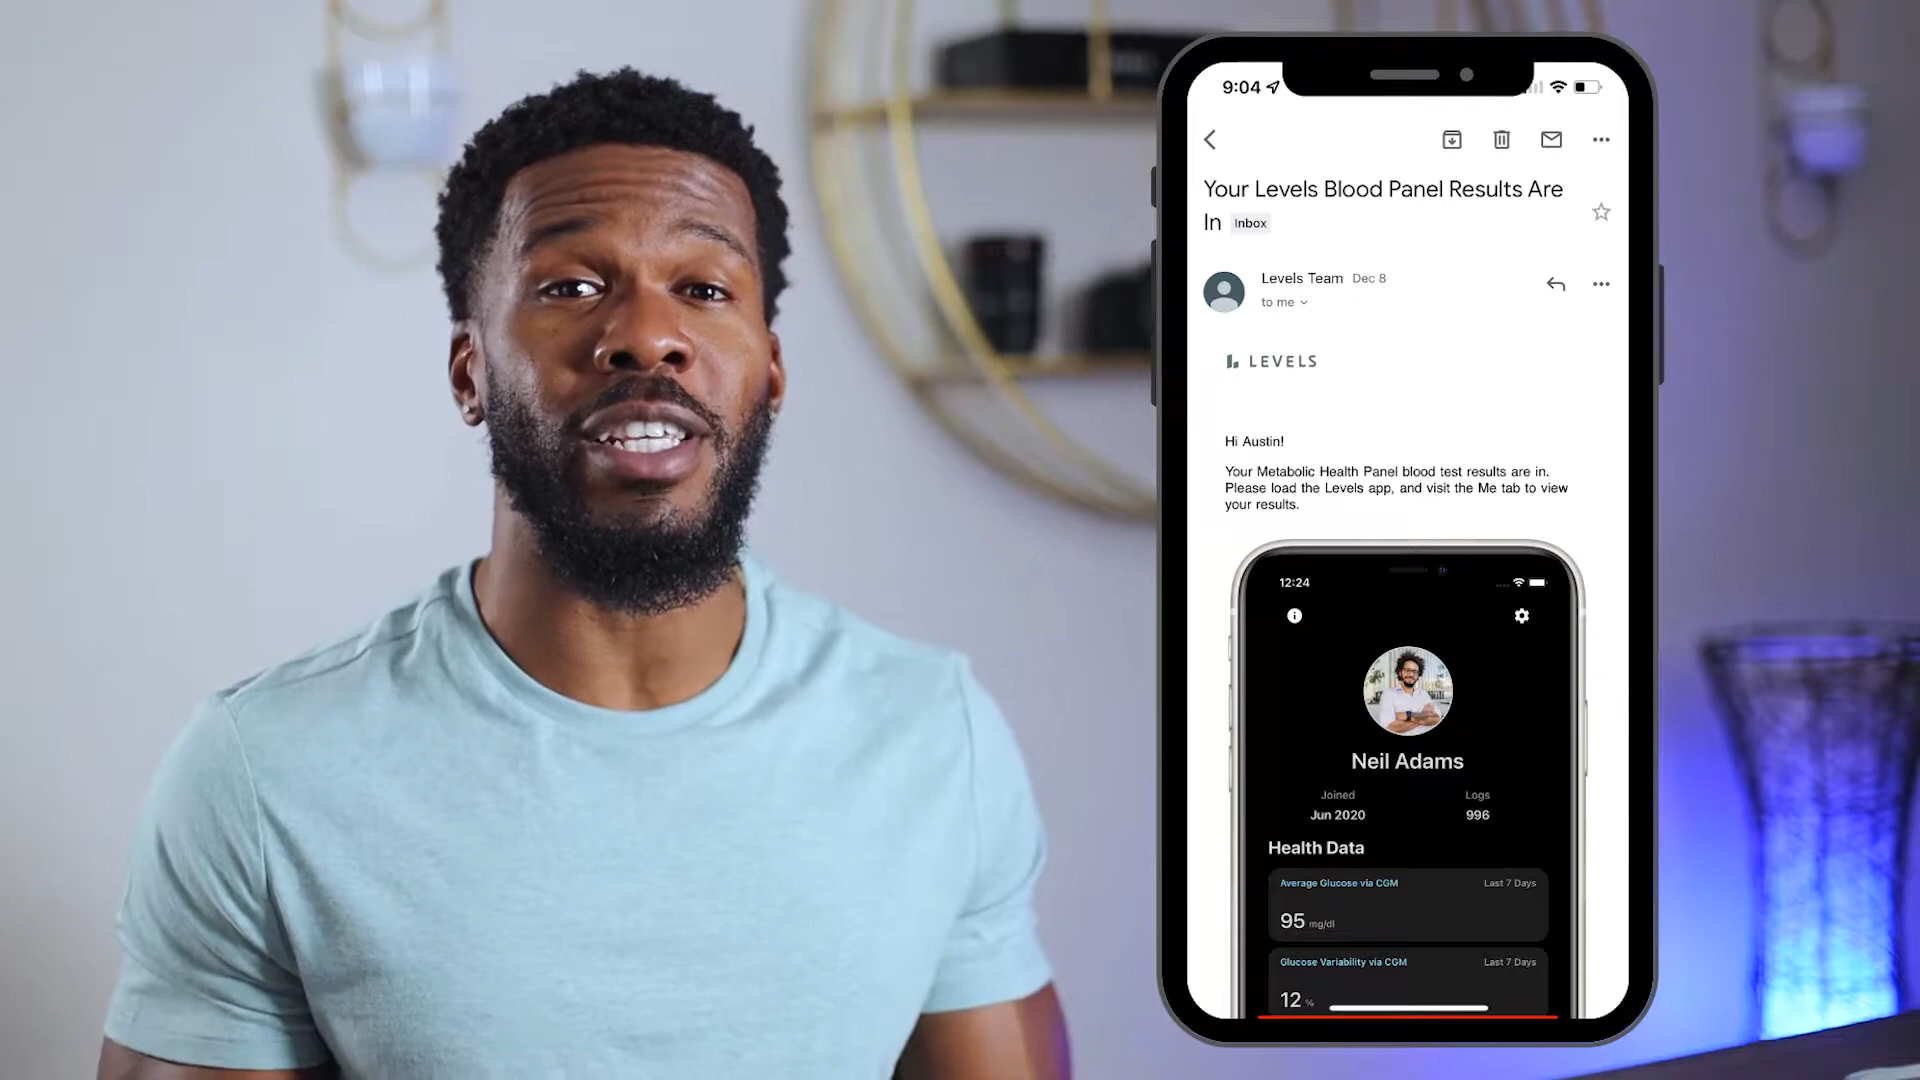 9:04
Your Levels Blood Panel Results Are
In Inbox
Levels Team Dec 8
to me
LEVELS
Hi Austin!
Your Metabolic Health Panel blood test results are in.
Please load the Levels app, and visit the Me tab to view
your results.
12:24
Neil Adams
Joined Logs
Jun 2020 996
Health Data
Average Glucose via CGM Last 7 Days
95 mg/dl
Glucose Variability via CGM Last 7 Days
12 %